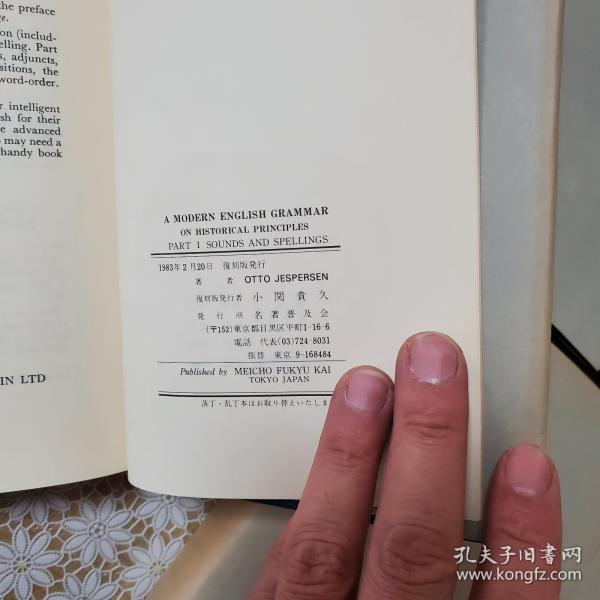 the preface
ge.
on (includ-
elling. Part
s, adjuncts,
sitions, the
word-order.
r intelligent
sh for their
e advanced
may need a
handy book
IN LTD
A MODERN ENGLISH GRAMMAR
ON HISTORICAL PRINCIPLES
PART 1 SOUNDS AND SPELLINGS
1983年2月20日 復刻版発行
著者 OTTO JESPERSEN
復刻版発行者 小関貴久
発行所 名著普及会
(〒152)東京都目黒区平町1-16-6
電話 代表(03)724-8031
振替 東京 9-168484
Published by MEICHO FUKYU KAI
TOKYO JAPAN
落丁・乱丁本はお取り替えいたしま
孔夫子旧书网
www.kongfz.com